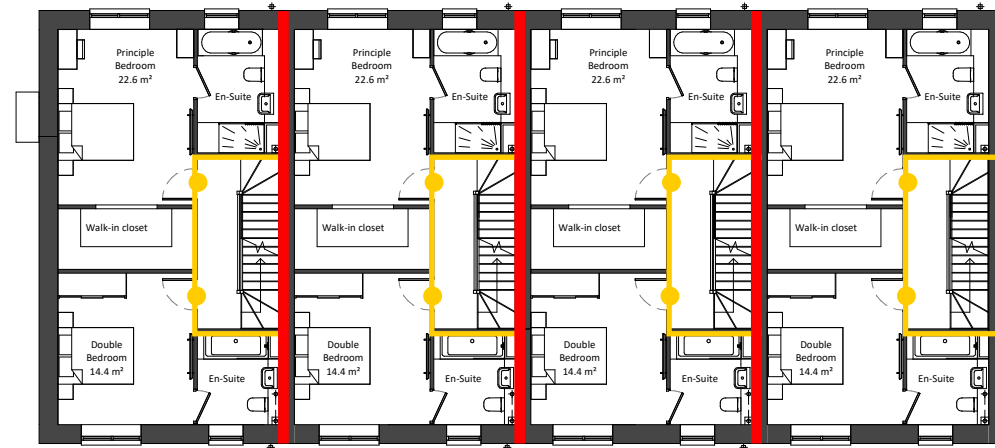 Principle
Bedroom
22.6 m²
En-Suite
Walk-in closet
Double
Bedroom
14.4 m²
En-Suite
Principle
Bedroom
22.6 m²
En-Suite
Walk-in closet
Double
Bedroom
14.4 m²
En-Suite
Principle
Bedroom
22.6 m²
En-Suite
Walk-in closet
Double
Bedroom
14.4 m²
En-Suite
Principle
Bedroom
22.6 m²
En-Suite
Walk-in closet
Double
Bedroom
14.4 m²
En-Suite